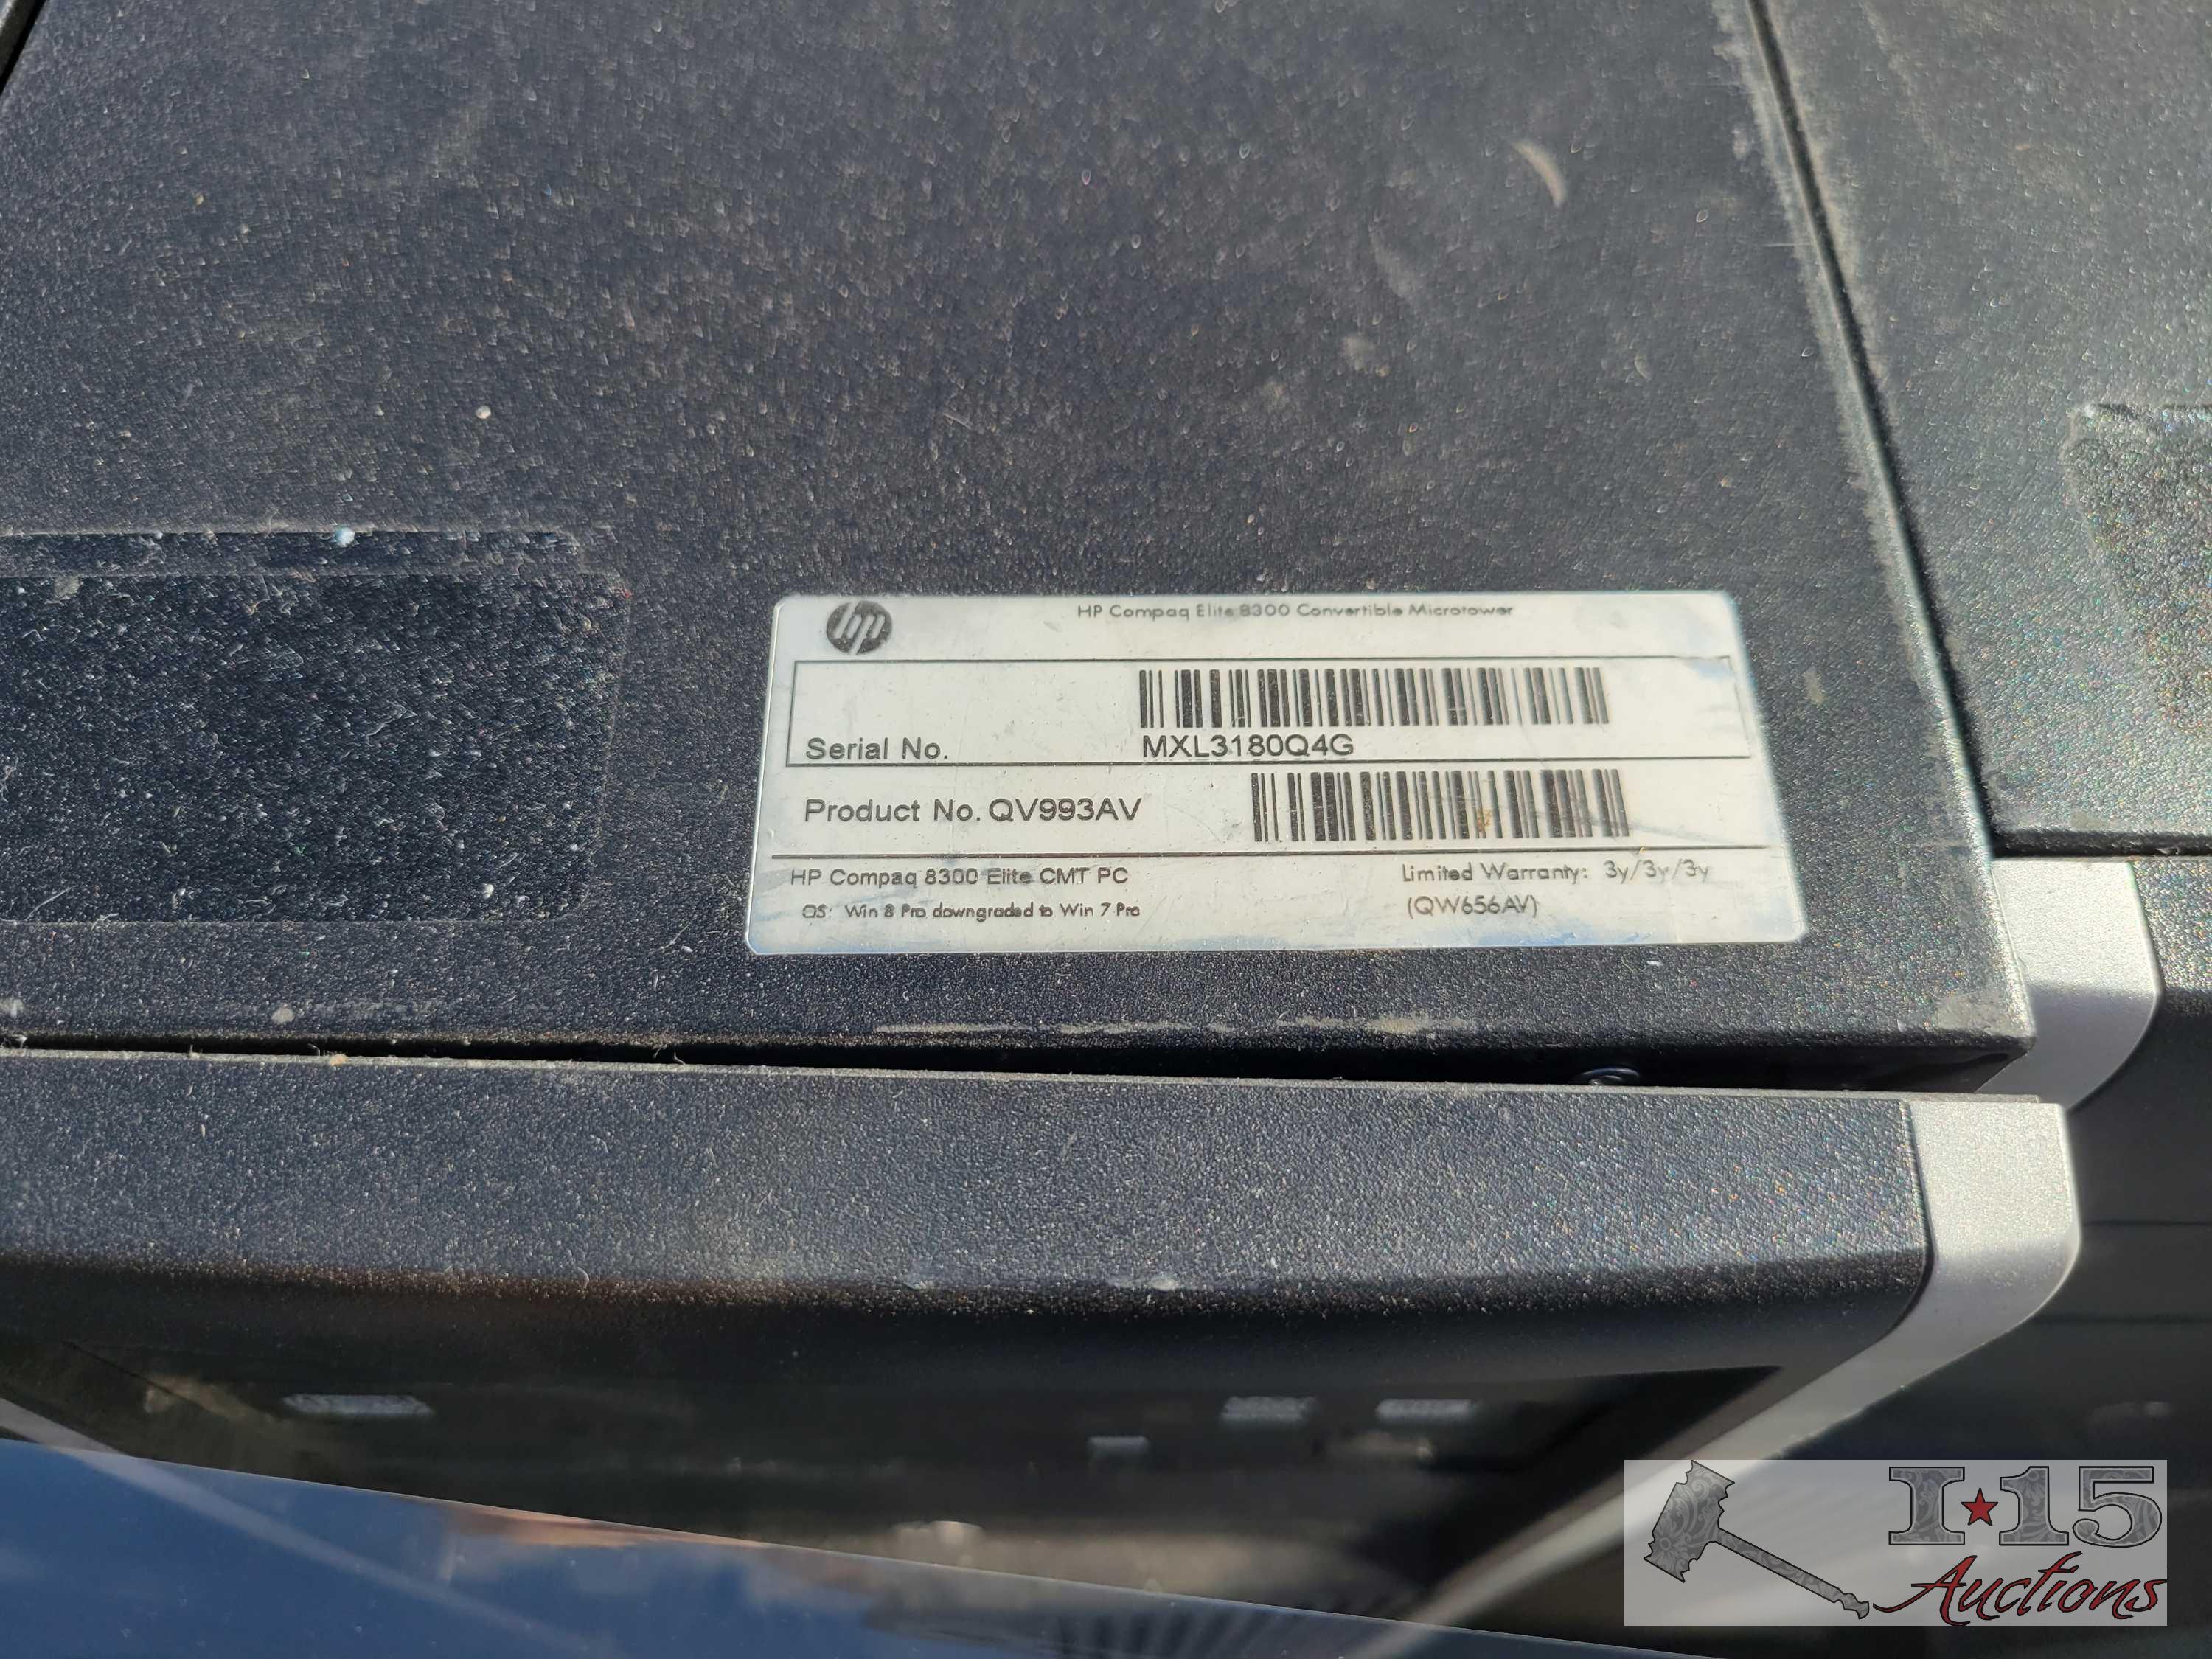 hp
HP Compaq Elite 8300 Convertible Microtower
Serial No. MXL3180Q4G
Product No. QV993AV
HP Compaq 8300 Elite CMT PC Limited Warranty: 3y/3y/3y
OS: Win 8 Pro downgraded to Win 7 Pro (QW656AV)
I★15
Auctions